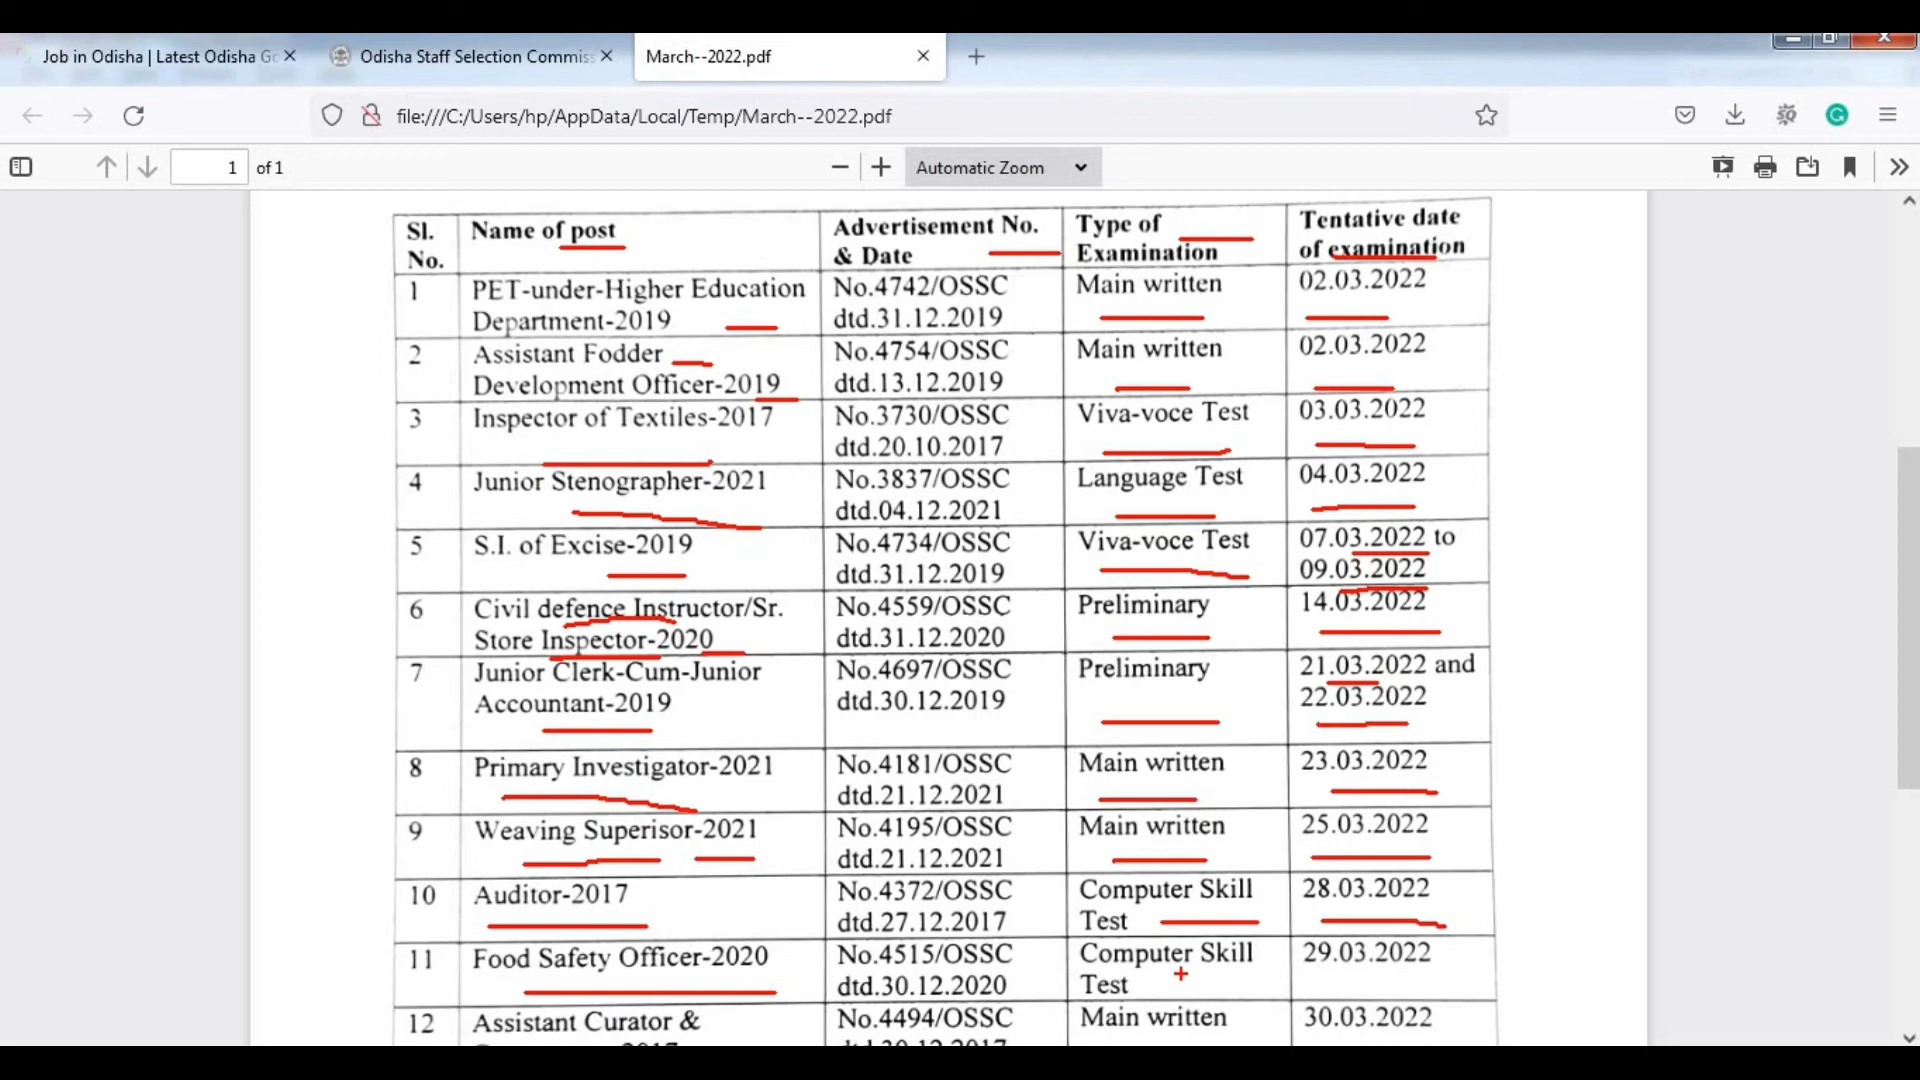 Job in Odisha | Latest Odisha Go
Odisha Staff Selection Commiss
March--2022.pdf
file:///C:/Users/hp/AppData/Local/Temp/March--2022.pdf
1 of 1
Automatic Zoom
Sl. No. Name of post Advertisement No. & Date Type of Examination Tentative date of examination
1 PET-under-Higher Education Department-2019 No.4742/OSSC dtd.31.12.2019 Main written 02.03.2022
2 Assistant Fodder Development Officer-2019 No.4754/OSSC dtd.13.12.2019 Main written 02.03.2022
3 Inspector of Textiles-2017 No.3730/OSSC dtd.20.10.2017 Viva-voce Test 03.03.2022
4 Junior Stenographer-2021 No.3837/OSSC dtd.04.12.2021 Language Test 04.03.2022
5 S.I. of Excise-2019 No.4734/OSSC dtd.31.12.2019 Viva-voce Test 07.03.2022 to 09.03.2022
6 Civil defence Instructor/Sr. Store Inspector-2020 No.4559/OSSC dtd.31.12.2020 Preliminary 14.03.2022
7 Junior Clerk-Cum-Junior Accountant-2019 No.4697/OSSC dtd.30.12.2019 Preliminary 21.03.2022 and 22.03.2022
8 Primary Investigator-2021 No.4181/OSSC dtd.21.12.2021 Main written 23.03.2022
9 Weaving Superisor-2021 No.4195/OSSC dtd.21.12.2021 Main written 25.03.2022
10 Auditor-2017 No.4372/OSSC dtd.27.12.2017 Computer Skill Test 28.03.2022
11 Food Safety Officer-2020 No.4515/OSSC dtd.30.12.2020 Computer Skill Test 29.03.2022
12 Assistant Curator & No.4494/OSSC Main written 30.03.2022